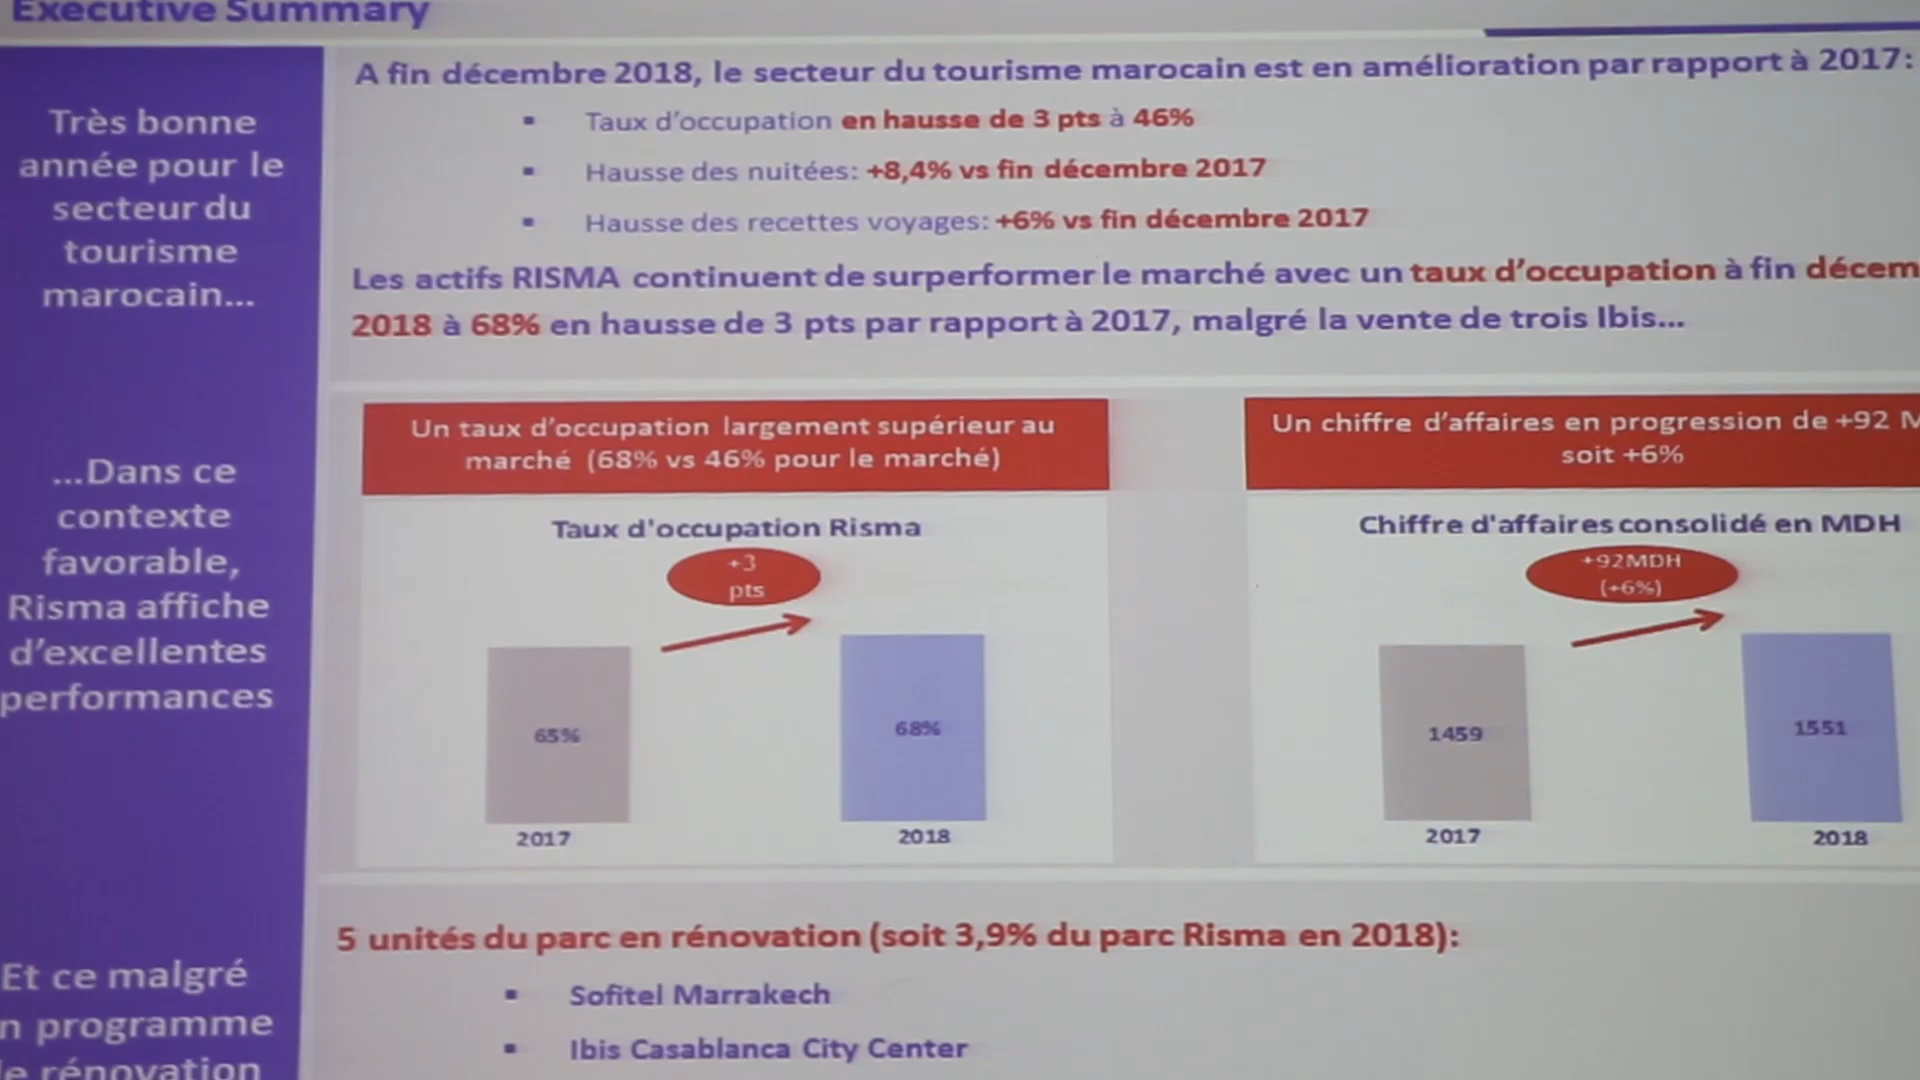 Executive Summary
Très bonne
année pour le
secteur du
tourisme
marocain...
A fin décembre 2018, le secteur du tourisme marocain est en amélioration par rapport à 2017:
▪ Taux d'occupation en hausse de 3 pts à 46%
▪ Hausse des nuitées: +8,4% vs fin décembre 2017
▪ Hausse des recettes voyages: +6% vs fin décembre 2017
Les actifs RISMA continuent de surperformer le marché avec un taux d'occupation à fin décem
2018 à 68% en hausse de 3 pts par rapport à 2017, malgré la vente de trois Ibis...
...Dans ce
contexte
favorable,
Risma affiche
d'excellentes
performances
Un taux d'occupation largement supérieur au
marché (68% vs 46% pour le marché)
Taux d'occupation Risma
+3
pts
65%
68%
2017
2018
Un chiffre d'affaires en progression de +92 M
soit +6%
Chiffre d'affaires consolidé en MDH
+92MDH
(+6%)
1459
1551
2017
2018
Et ce malgré
n programme
e rénovation
5 unités du parc en rénovation (soit 3,9% du parc Risma en 2018):
▪ Sofitel Marrakech
▪ Ibis Casablanca City Center